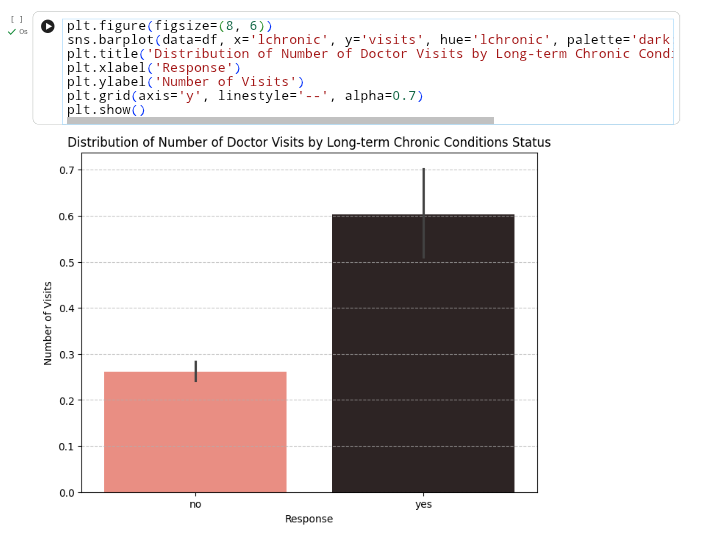 [ ]
0s
plt.figure(figsize=(8, 6))
sns.barplot(data=df, x='lchronic', y='visits', hue='lchronic', palette='dark
plt.title('Distribution of Number of Doctor Visits by Long-term Chronic Condi
plt.xlabel('Response')
plt.ylabel('Number of Visits')
plt.grid(axis='y', linestyle='--', alpha=0.7)
plt.show()
Distribution of Number of Doctor Visits by Long-term Chronic Conditions Status
0.7
0.6
0.5
0.4
0.3
0.2
0.1
0.0
Number of Visits
no yes
Response